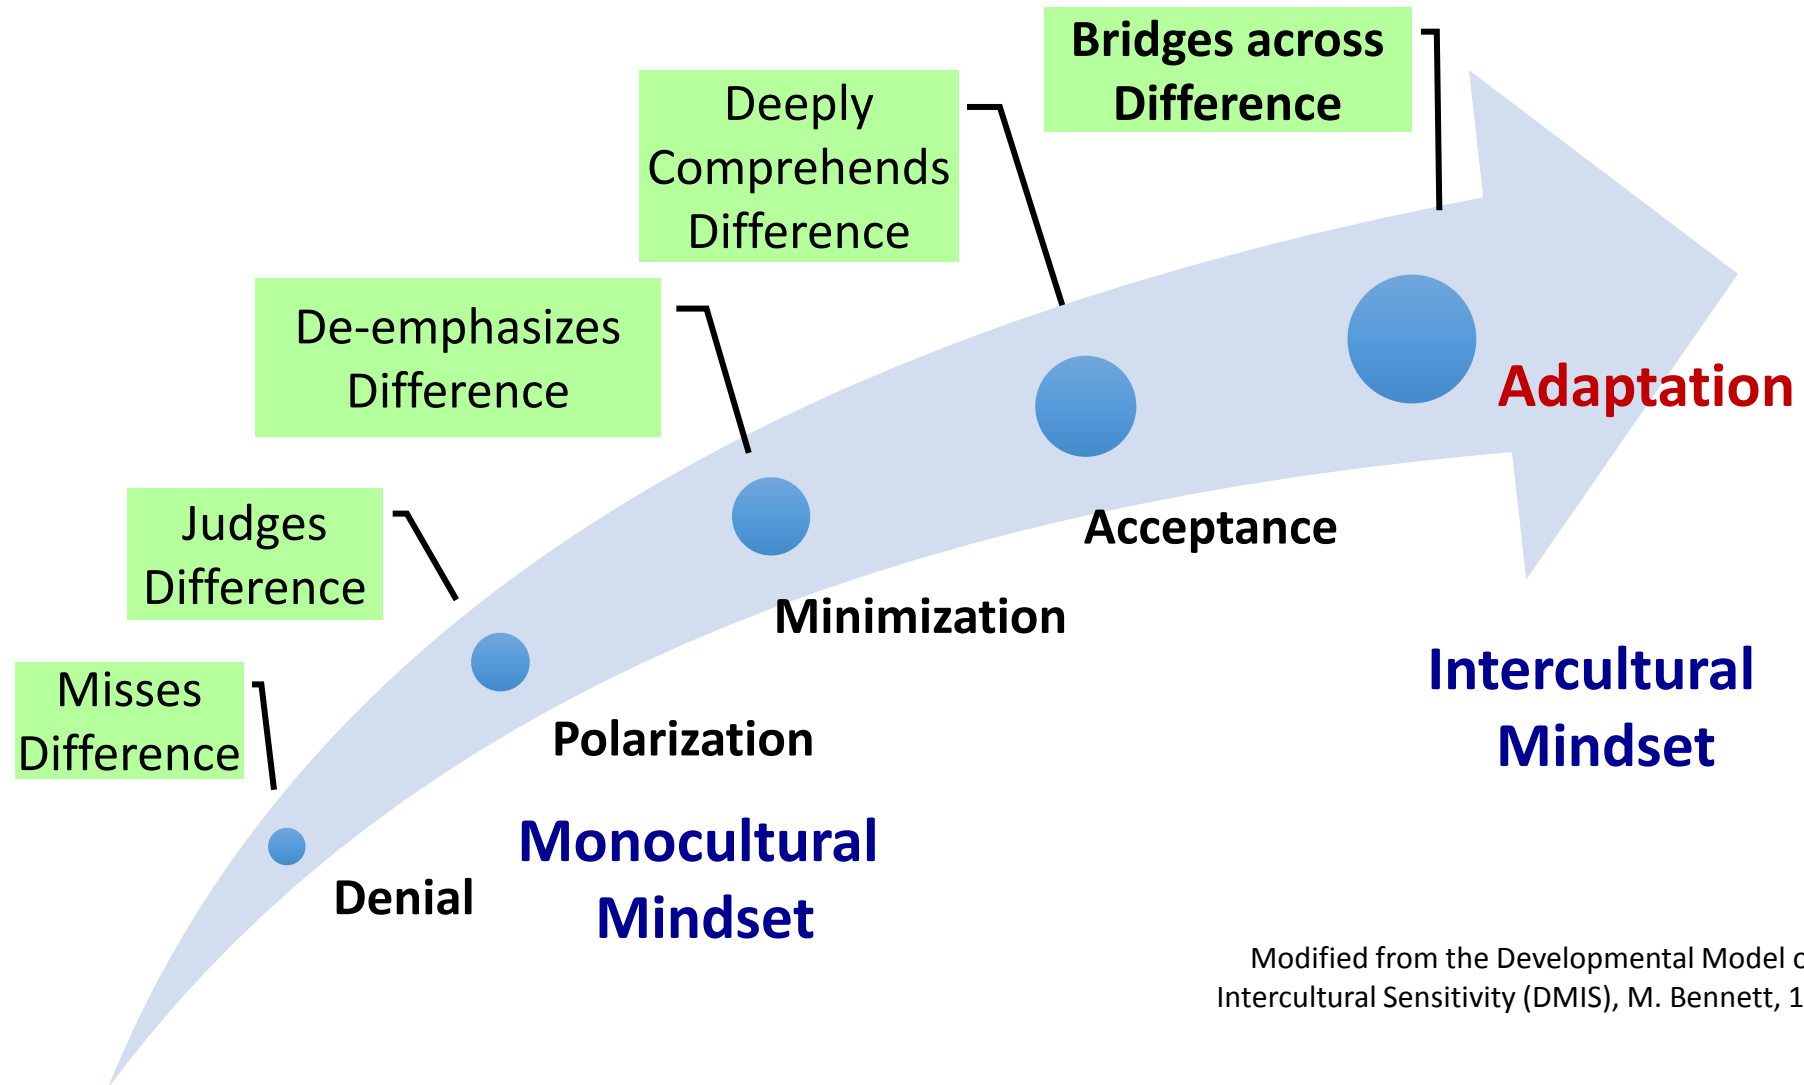 Bridges across
Difference
Deeply
Comprehends
Difference
De-emphasizes
Difference
Judges
Difference
Misses
Difference
Adaptation
Acceptance
Minimization
Polarization
Denial
Intercultural
Mindset
Monocultural
Mindset
Modified from the Developmental Model
Intercultural Sensitivity (DMIS), M. Bennett,